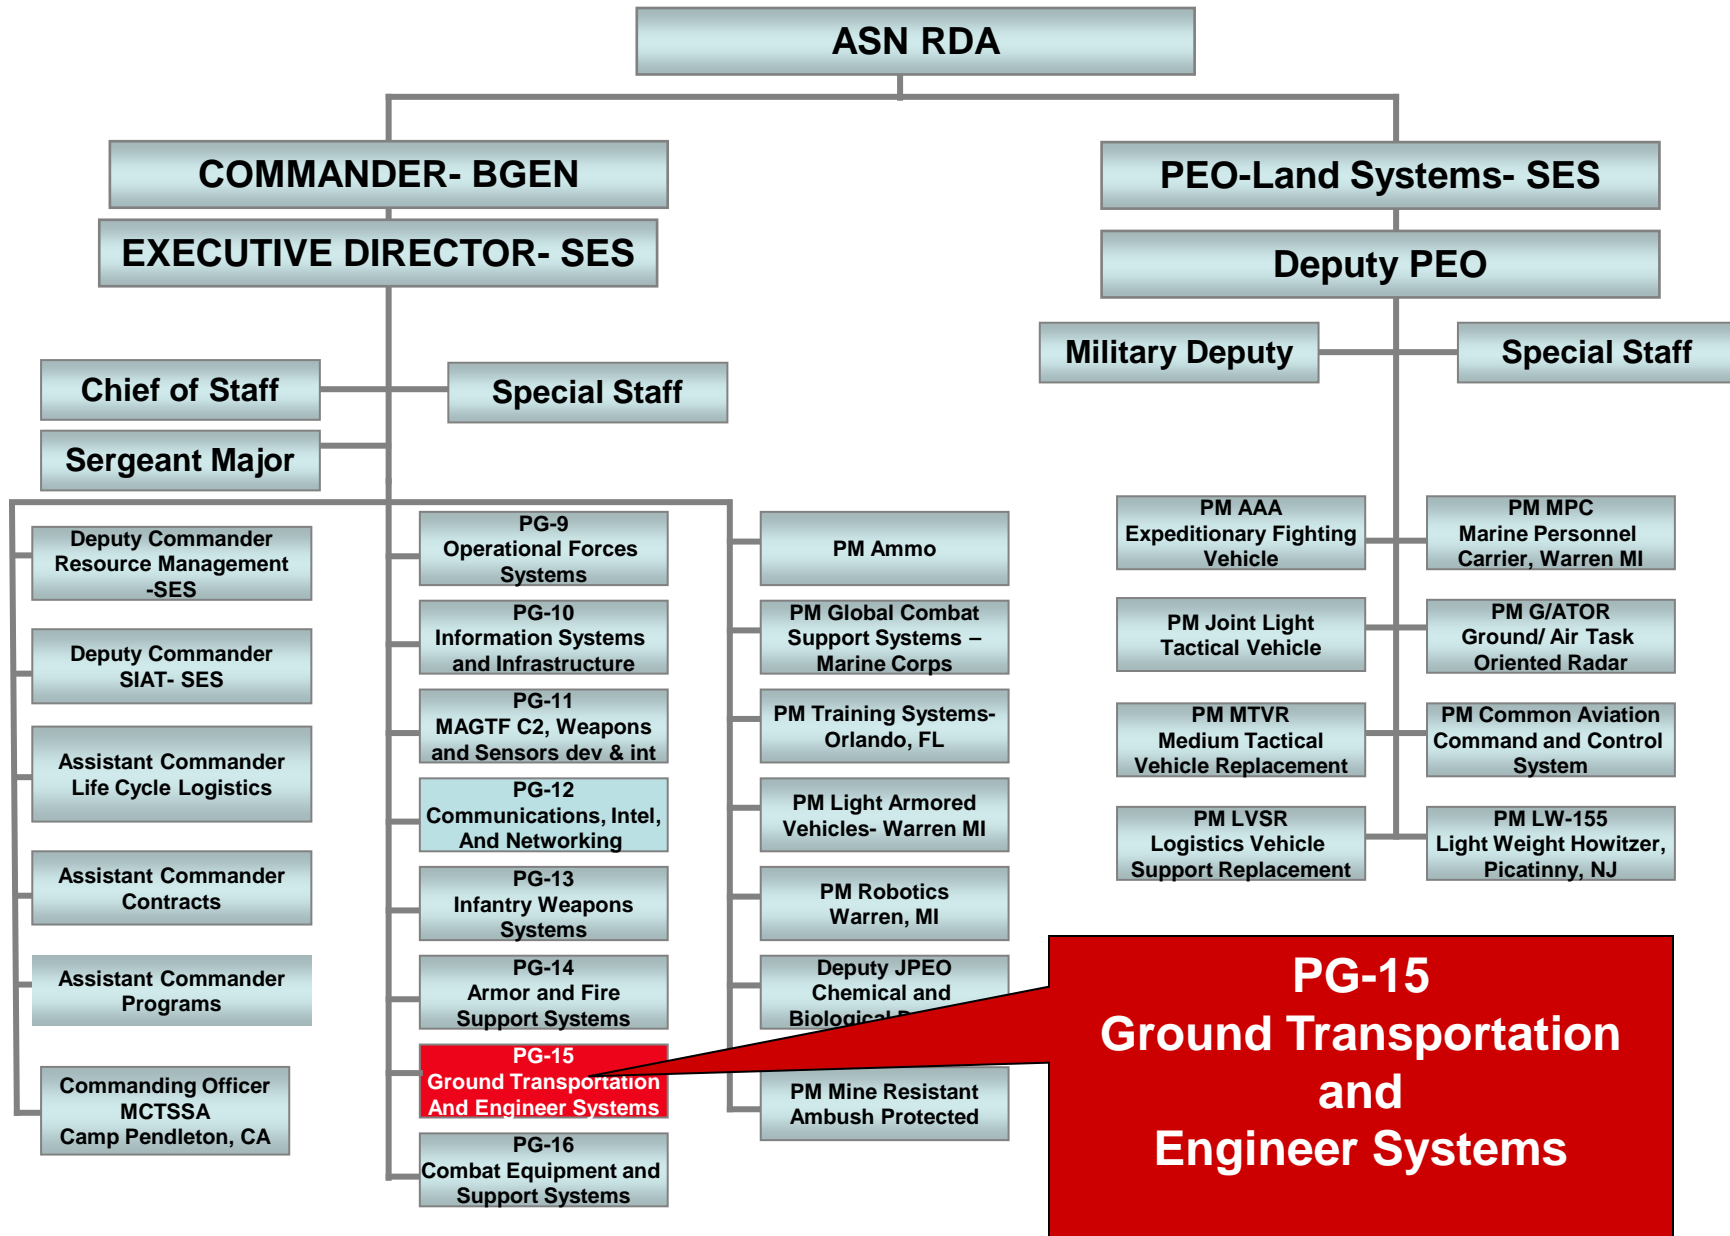 ASN RDA
COMMANDER- BGEN
EXECUTIVE DIRECTOR- SES
PEO-Land Systems- SES
Deputy PEO
Military Deputy
Special Staff
Chief of Staff
Special Staff
Sergeant Major
Deputy Commander
Resource Management
-SES
Deputy Commander
SIAT- SES
Assistant Commander
Life Cycle Logistics
Assistant Commander
Contracts
Assistant Commander
Programs
Commanding Officer
MCTSSA
Camp Pendleton, CA
PG-9
Operational Forces
Systems
PG-10
Information Systems
and Infrastructure
PG-11
MAGTF C2, Weapons
and Sensors dev & int
PG-12
Communications, Intel,
And Networking
PG-13
Infantry Weapons
Systems
PG-14
Armor and Fire
Support Systems
PG-15
Ground Transportation
And Engineer Systems
PG-16
Combat Equipment and
Support Systems
PM Ammo
PM Global Combat
Support Systems –
Marine Corps
PM Training Systems-
Orlando, FL
PM Light Armored
Vehicles- Warren MI
PM Robotics
Warren, MI
Deputy JPEO
Chemical and
Biological
PM Mine Resistant
Ambush Protected
PM AAA
Expeditionary Fighting
Vehicle
PM Joint Light
Tactical Vehicle
PM MTVR
Medium Tactical
Vehicle Replacement
PM LVSR
Logistics Vehicle
Support Replacement
PM MPC
Marine Personnel
Carrier, Warren MI
PM G/ATOR
Ground/ Air Task
Oriented Radar
PM Common Aviation
Command and Control
System
PM LW-155
Light Weight Howitzer,
Picatinny, NJ
PG-15
Ground Transportation
and
Engineer Systems